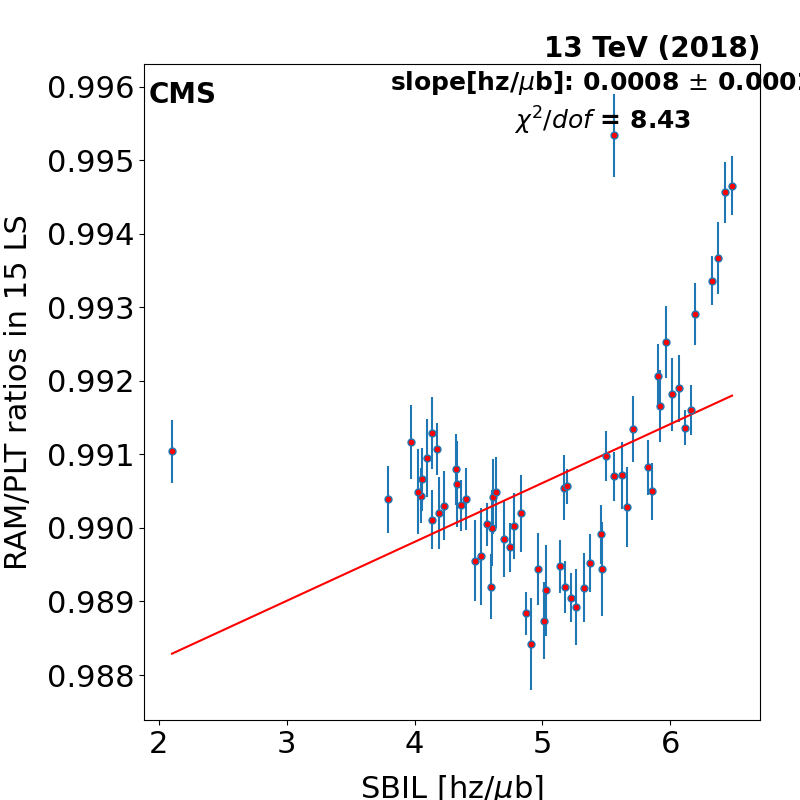 13 TeV (2018)
CMS
slope[hz/μb]: 0.0008 ± 0.000
χ²/dof = 8.43
RAM/PLT ratios in 15 LS
0.996
0.995
0.994
0.993
0.992
0.991
0.990
0.989
0.988
2 3 4 5 6
SBIL [hz/μb]